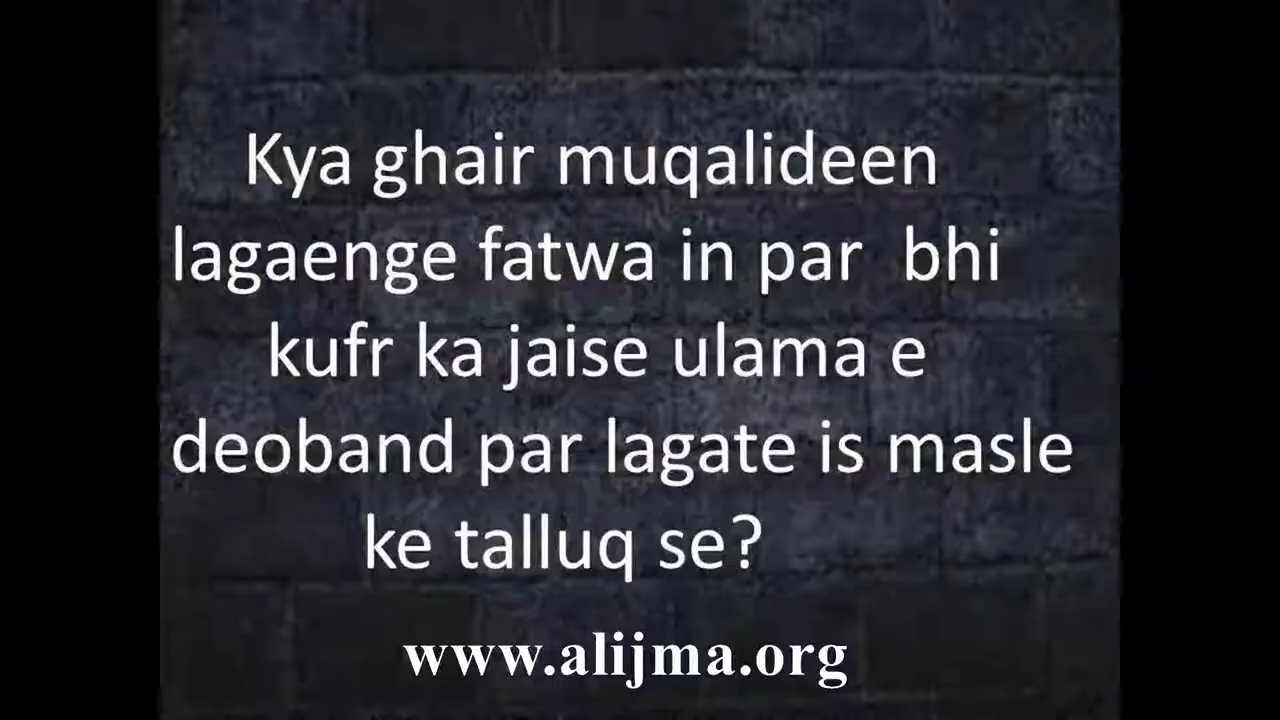 Kya ghair muqalideen
lagaenge fatwa in par bhi
kufr ka jaise ulama e
deoband par lagate is masle
ke talluq se?
www.alijma.org